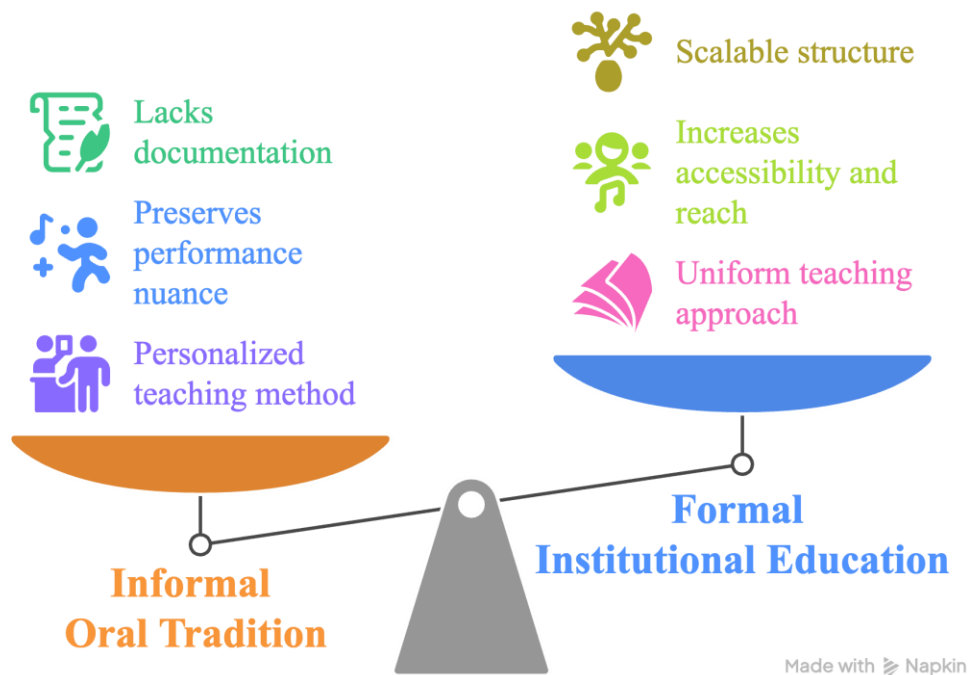 Lacks
documentation
Preserves
performance
nuance
Personalized
teaching method
Informal
Oral Tradition
Scalable structure
Increases
accessibility and
reach
Uniform teaching
approach
Formal
Institutional Education
Made with Napkin